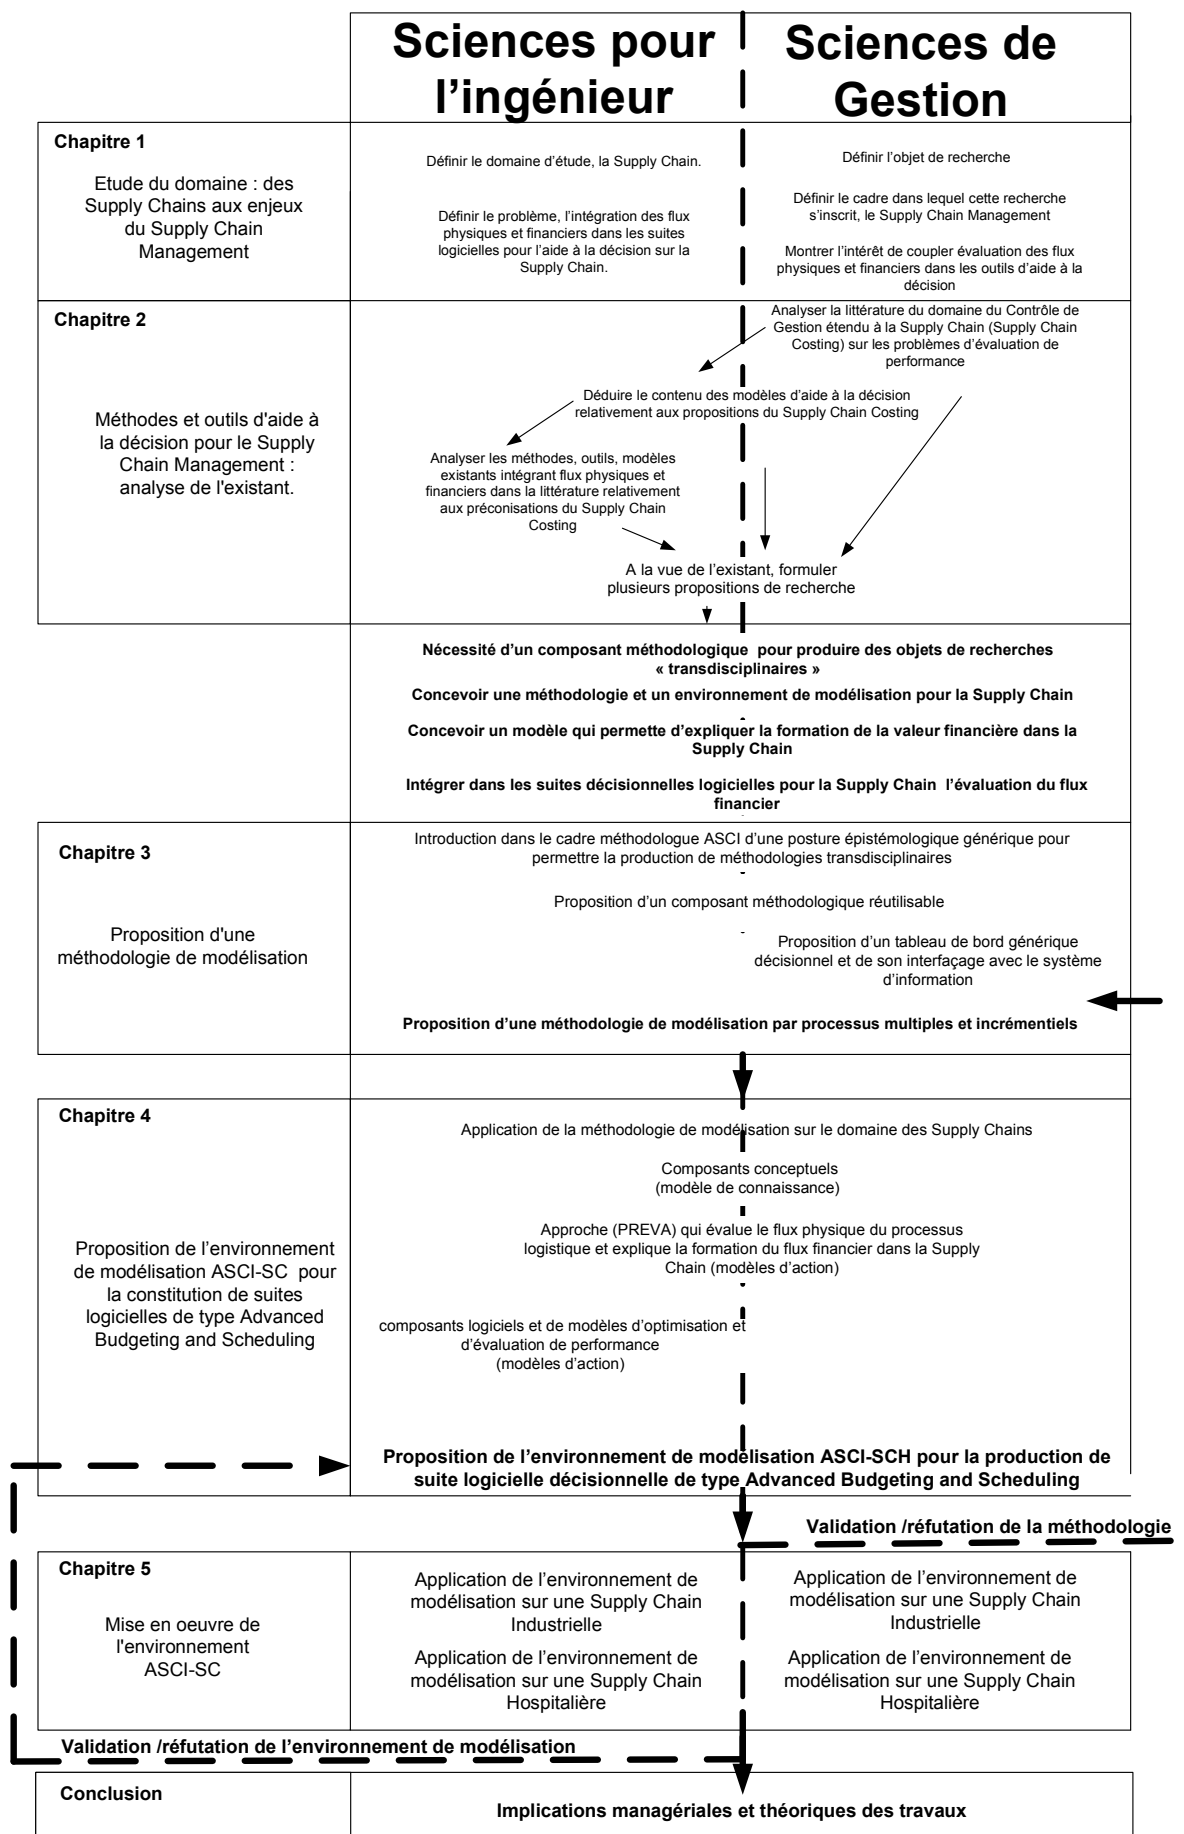 Sciences pour
l'ingénieur
Sciences de
Gestion
Chapitre 1
Etude du domaine : des
Supply Chains aux enjeux
du Supply Chain
Management
Définir le domaine d'étude, la Supply Chain.
Définir le problème, l'intégration des flux
physiques et financiers dans les suites
logicielles pour l'aide à la décision sur la
Supply Chain.
Définir l'objet de recherche
Définir le cadre dans lequel cette recherche
s'inscrit, le Supply Chain Management
Montrer l'intérêt de coupler évaluation des flux
physiques et financiers dans les outils d'aide à la
décision
Chapitre 2
Méthodes et outils d'aide à
la décision pour le Supply
Chain Management :
analyse de l'existant.
Analyser la littérature du domaine du Contrôle de
Gestion étendu à la Supply Chain (Supply Chain
Costing) sur les problèmes d'évaluation de
performance
Déduire le contenu des modèles d'aide à la décision
relativement aux propositions du Supply Chain Costing
Analyser les méthodes, outils, modèles
existants intégrant flux physiques et
financiers dans la littérature relativement
aux préconisations du Supply Chain
Costing
A la vue de l'existant, formuler
plusieurs propositions de recherche
Nécessité d'un composant méthodologique pour produire des objets de recherches
« transdisciplinaires »
Concevoir une méthodologie et un environnement de modélisation pour la Supply Chain
Concevoir un modèle qui permette d'expliquer la formation de la valeur financière dans la
Supply Chain
Intégrer dans les suites décisionnelles logicielles pour la Supply Chain l'évaluation du flux
financier
Chapitre 3
Proposition d'une
méthodologie de modélisation
Introduction dans le cadre méthodologue ASCI d'une posture épistémologique générique pour
permettre la production de méthodologies transdisciplinaires
Proposition d'un composant méthodologique réutilisable
Proposition d'un tableau de bord générique
décisionnel et de son interfaçage avec le système
d'information
Proposition d'une méthodologie de modélisation par processus multiples et incrémentiels
Chapitre 4
Proposition de l'environnement
de modélisation ASCI-SC pour
la constitution de suites
logicielles de type Advanced
Budgeting and Scheduling
Application de la méthodologie de modélisation sur le domaine des Supply Chains
Composants conceptuels
(modèle de connaissance)
Approche (PREVA) qui évalue le flux physique du processus
logistique et explique la formation du flux financier dans la Supply
Chain (modèles d'action)
composants logiciels et de modèles d'optimisation et
d'évaluation de performance
(modèles d'action)
Proposition de l'environnement de modélisation ASCI-SCH pour la production de
suite logicielle décisionnelle de type Advanced Budgeting and Scheduling
Validation /réfutation de la méthodologie
Chapitre 5
Mise en oeuvre de
l'environnement
ASCI-SC
Application de l'environnement de
modélisation sur une Supply Chain
Industrielle
Application de l'environnement de
modélisation sur une Supply Chain
Hospitalière
Application de l'environnement de
modélisation sur une Supply Chain
Industrielle
Application de l'environnement de
modélisation sur une Supply Chain
Hospitalière
Validation /réfutation de l'environnement de modélisation
Conclusion
Implications managériales et théoriques des travaux